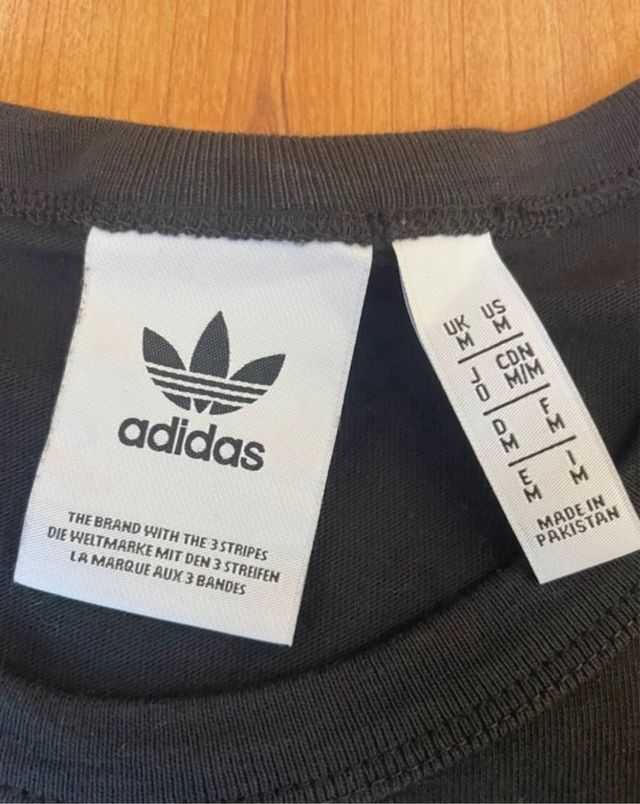 adidas
THE BRAND WITH THE 3 STRIPES
DIE WELTMARKE MIT DEN 3 STREIFEN
LA MARQUE AUX 3 BANDES
UK US
M M
J CDN
O M/M
D F
M M
E I
M M
MADE IN
PAKISTAN